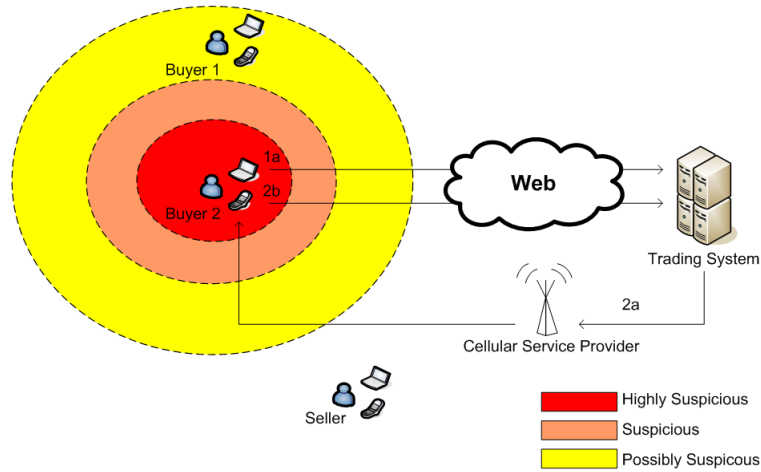 Buyer 1
1a
2b
Buyer 2
Web
Trading System
2a
Cellular Service Provider
Seller
Highly Suspicious
Suspicious
Possibly Suspicous